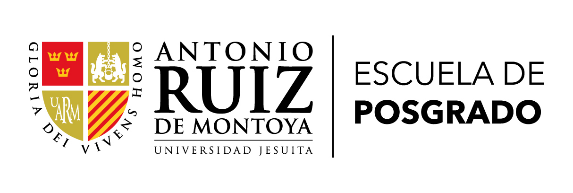 GLORIA DEI VIVENS HOMO
UARM
ANTONIO
RUIZ
DE MONTOYA
UNIVERSIDAD JESUITA
ESCUELA DE
POSGRADO